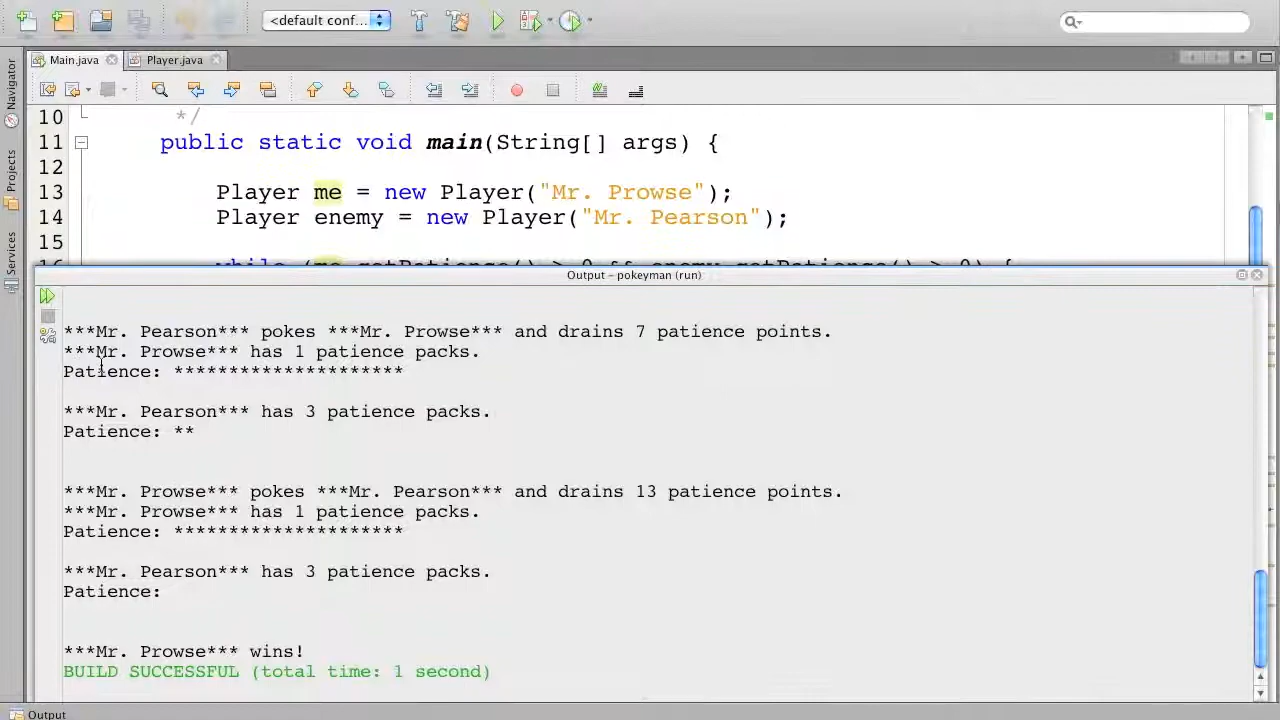 <default conf...
Main.java
Player.java
Navigator
Projects
Services
10 */
11 public static void main(String[] args) {
12
13 Player me = new Player("Mr. Prowse");
14 Player enemy = new Player("Mr. Pearson");
15
16 while (me.getPatience() > 0 && enemy.getPatience() > 0) {
Output - pokeyman (run)
***Mr. Pearson*** pokes ***Mr. Prowse*** and drains 7 patience points.
***Mr. Prowse*** has 1 patience packs.
Patience: *********************
***Mr. Pearson*** has 3 patience packs.
Patience: **
***Mr. Prowse*** pokes ***Mr. Pearson*** and drains 13 patience points.
***Mr. Prowse*** has 1 patience packs.
Patience: *********************
***Mr. Pearson*** has 3 patience packs.
Patience:
***Mr. Prowse*** wins!
BUILD SUCCESSFUL (total time: 1 second)
Output